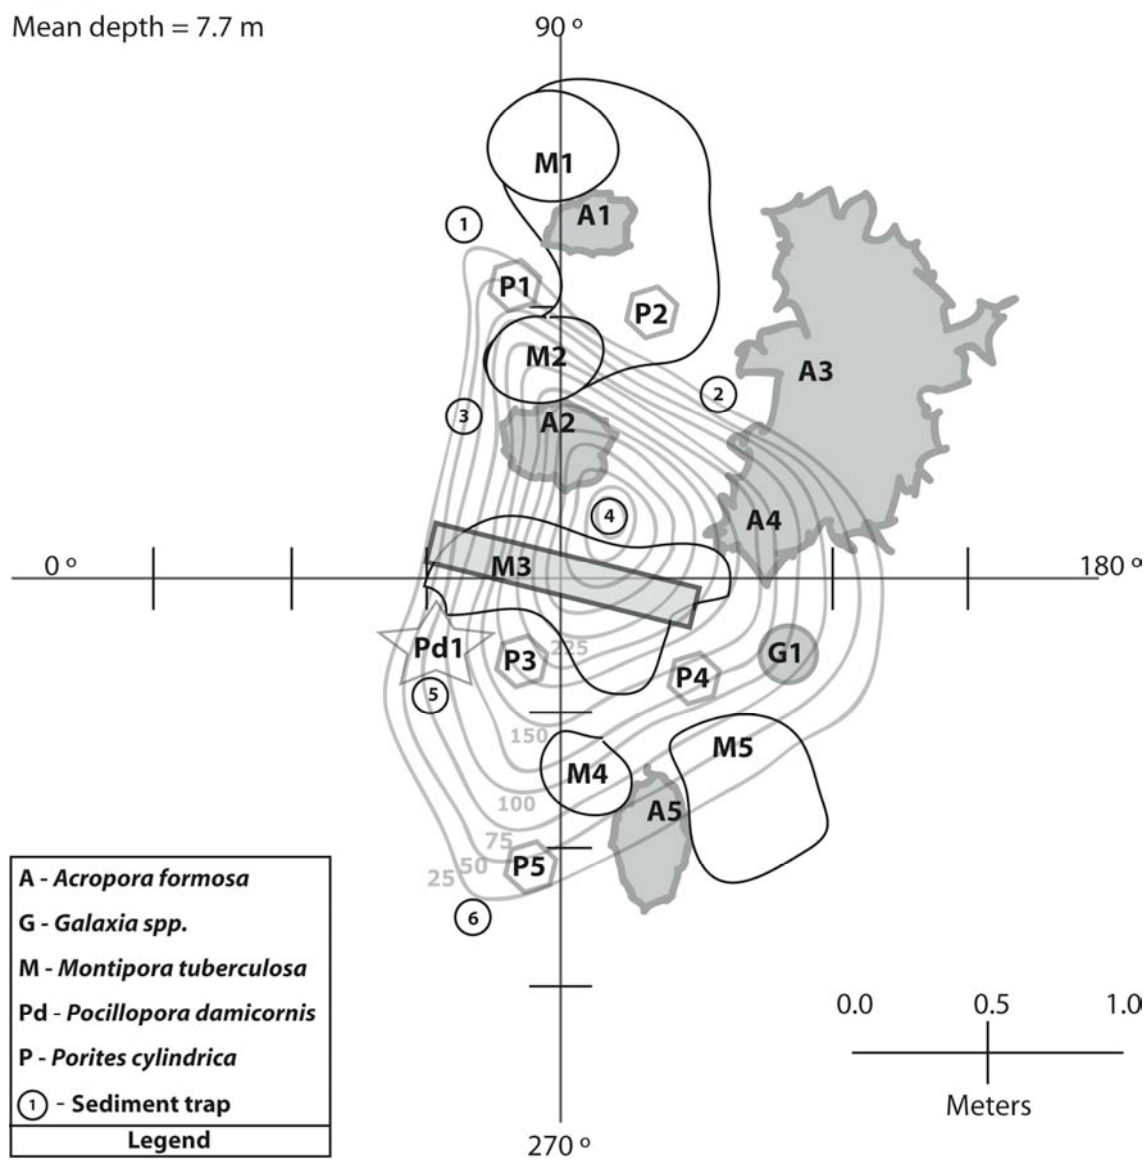 Mean depth = 7.7 m
90 º
M1
A1
1
P1
P2
M2
A3
2
3
A2
4
A4
0 º
M3
180 º
Pd1
P3
225
G1
P4
5
150
M5
M4
100
A5
75
50
25
P5
6
A - Acropora formosa
G - Galaxia spp.
M - Montipora tuberculosa
Pd - Pocillopora damicornis
P - Porites cylindrica
1 - Sediment trap
Legend
0.0 0.5 1.0
Meters
270 º